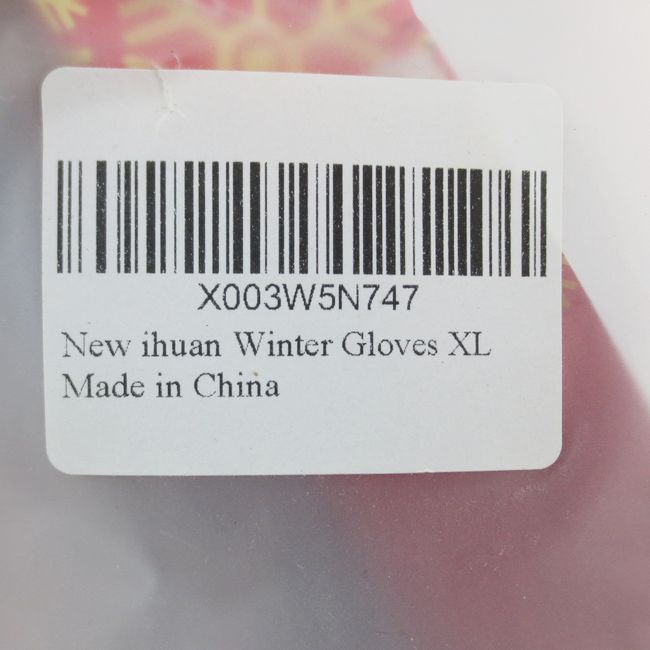 X003W5N747
New ihuan Winter Gloves XL
Made in China